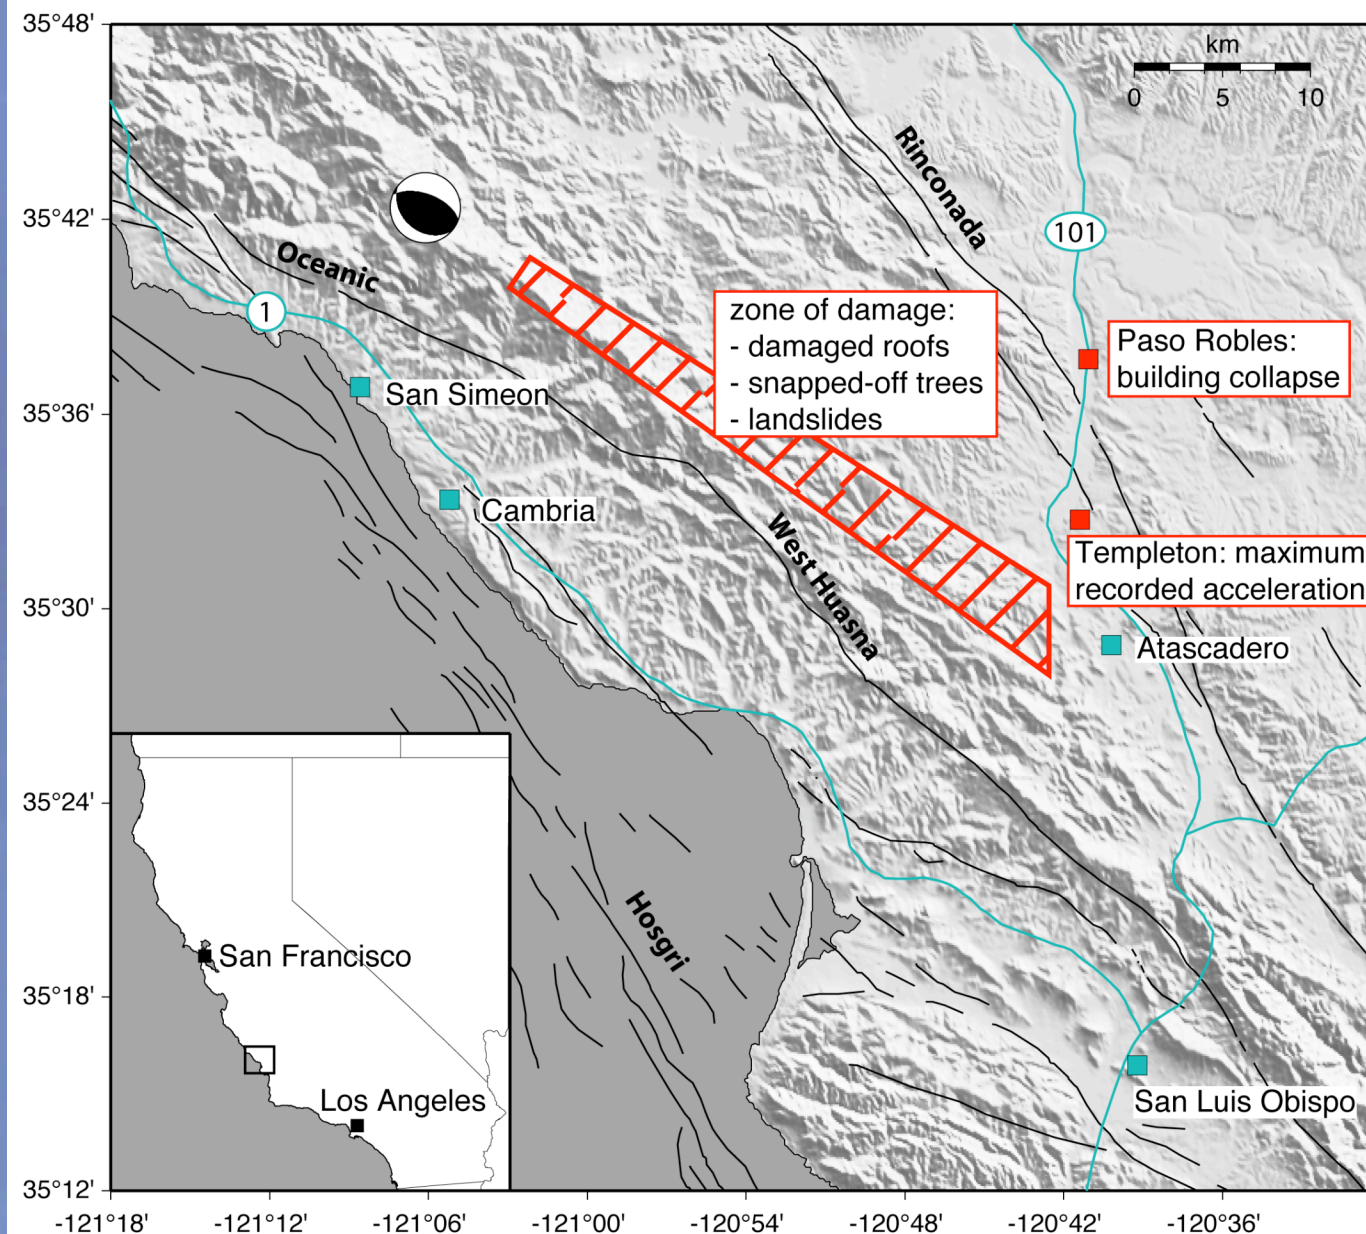 35°48'
km
0 5 10
Rinconada
35°42'
101
Oceanic
1
zone of damage:
- damaged roofs
- snapped-off trees
- landslides
Paso Robles:
building collapse
San Simeon
35°36'
Cambria
West Huasna
Templeton: maximum
recorded acceleration
35°30'
Atascadero
35°24'
Hosgri
San Francisco
35°18'
Los Angeles
San Luis Obispo
35°12'
-121°18' -121°12' -121°06' -121°00' -120°54' -120°48' -120°42' -120°36'